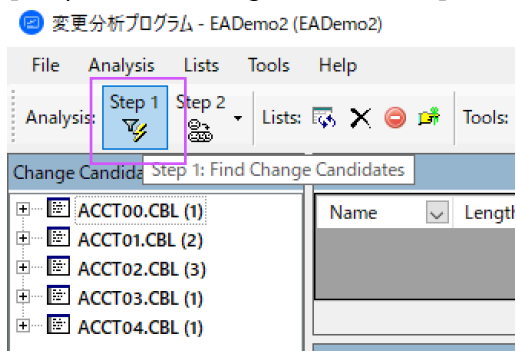 変更分析プログラム - EADemo2 (EADemo2)
File Analysis Lists Tools Help
Analysis: Step 1 Step 2 Lists: Tools:
Change Candida Step 1: Find Change Candidates
Name Length
ACCT00.CBL (1)
ACCT01.CBL (2)
ACCT02.CBL (3)
ACCT03.CBL (1)
ACCT04.CBL (1)